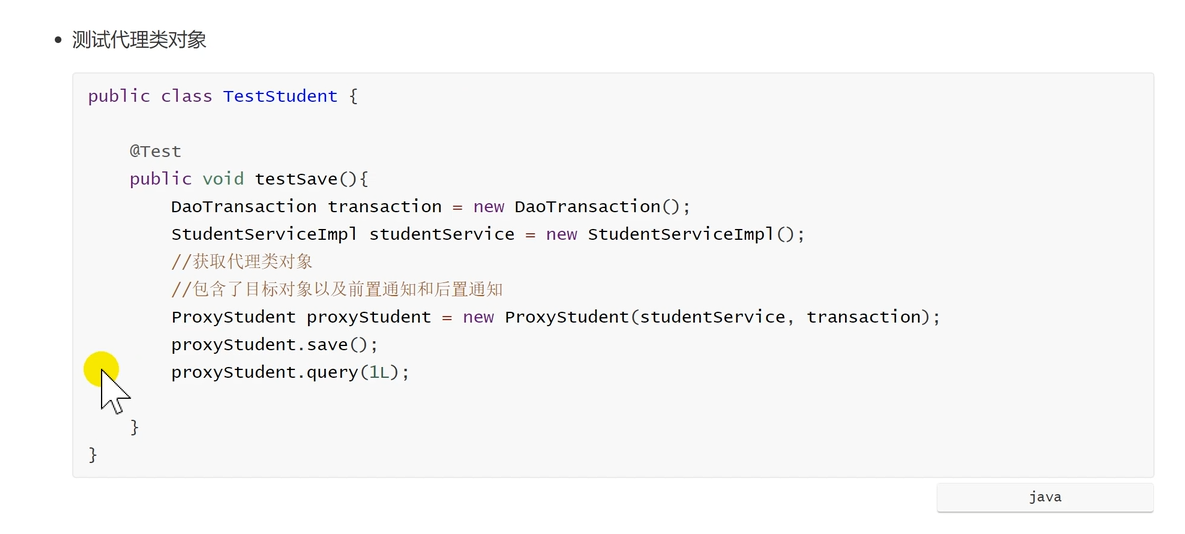 • 测试代理类对象
public class TestStudent {
@Test
public void testSave(){
DaoTransaction transaction = new DaoTransaction();
StudentServiceImpl studentService = new StudentServiceImpl();
//获取代理类对象
//包含了目标对象以及前置通知和后置通知
ProxyStudent proxyStudent = new ProxyStudent(studentService, transaction);
proxyStudent.save();
proxyStudent.query(1L);
}
}
java